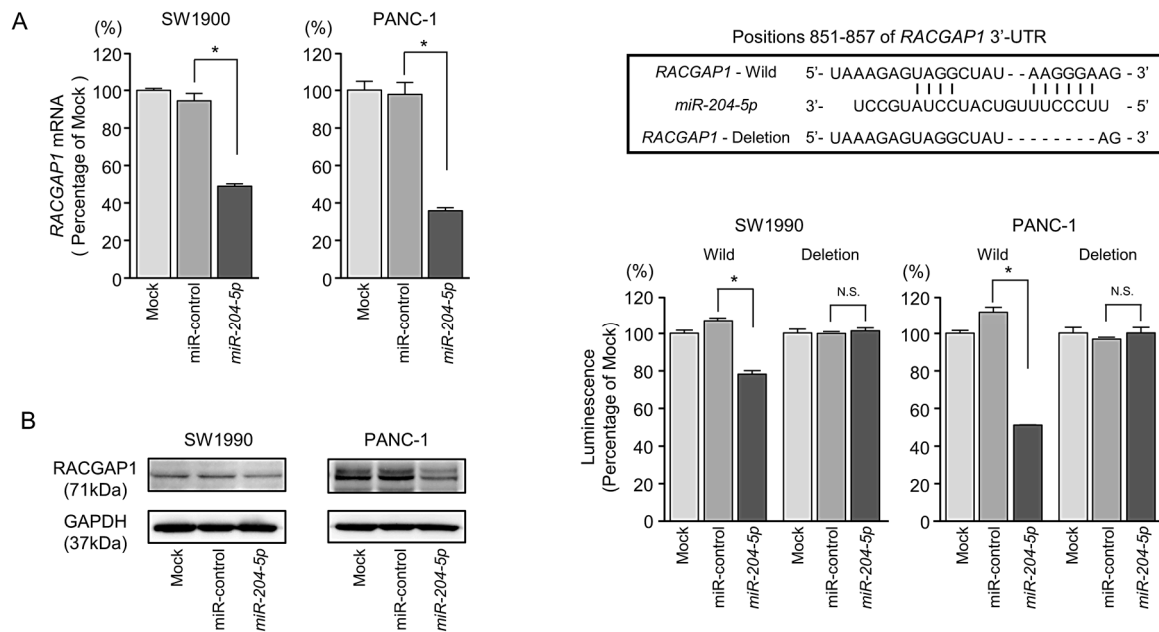 A
SW1900
PANC-1
(%)
(%)
120
100
80
60
40
20
0
120
100
80
60
40
20
0
*
*
RACGAP1 mRNA
( Percentage of Mock )
Mock
miR-control
miR-204-5p
Mock
miR-control
miR-204-5p
B
SW1990
PANC-1
RACGAP1
(71kDa)
GAPDH
(37kDa)
Mock
miR-control
miR-204-5p
Mock
miR-control
miR-204-5p
Positions 851-857 of RACGAP1 3’-UTR
RACGAP1 - Wild 5’- UAAAGAGUAGGCUAU - - AAGGGAAG - 3’
miR-204-5p 3’- UCCGUAUCCUACUGUUUCCCUU - 5’
RACGAP1 - Deletion 5’- UAAAGAGUAGGCUAU - - - - - - - - AG - 3’
SW1990
PANC-1
Wild
Deletion
Wild
Deletion
(%)
(%)
*
N.S.
*
N.S.
120
100
80
60
40
20
0
120
100
80
60
40
20
0
Luminescence
(Percentage of Mock)
Mock
miR-control
miR-204-5p
Mock
miR-control
miR-204-5p
Mock
miR-control
miR-204-5p
Mock
miR-control
miR-204-5p